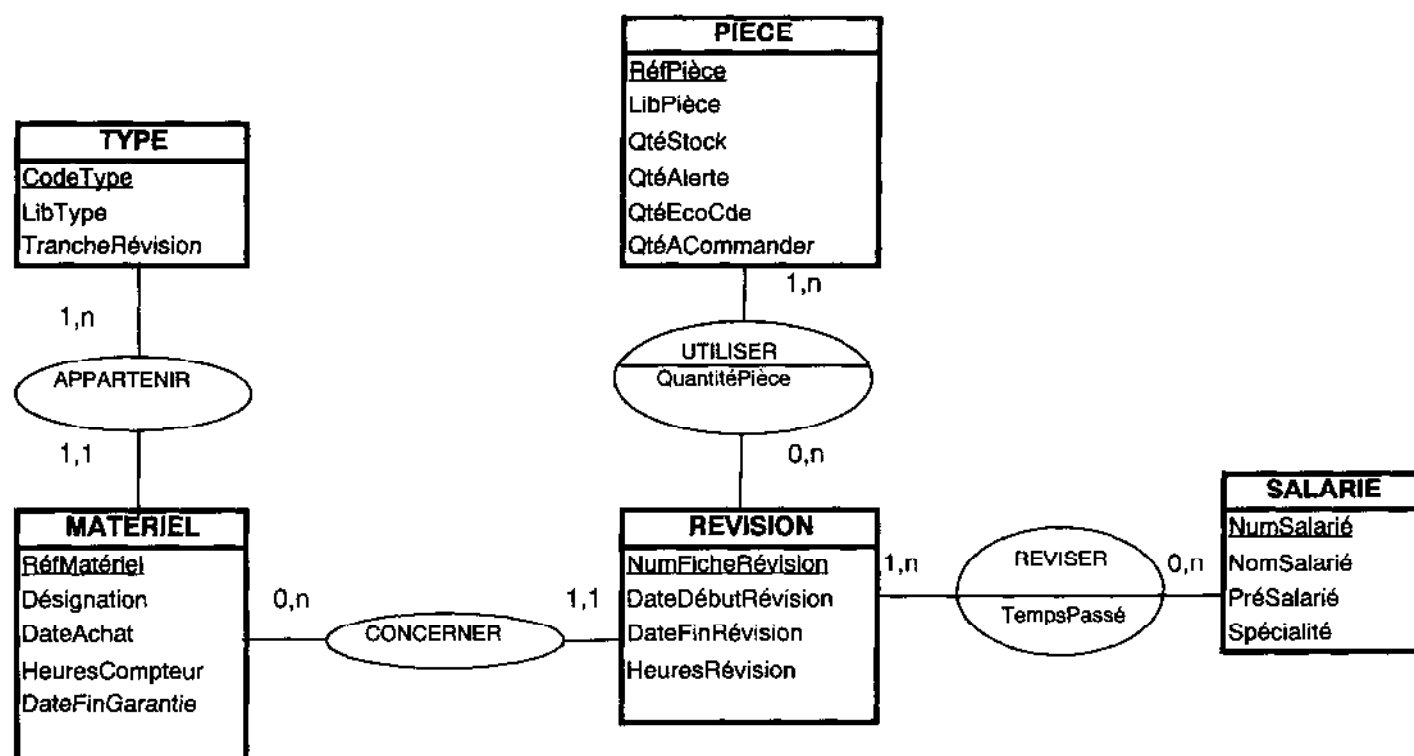 PIECE
RéfPièce
LibPièce
QtéStock
QtéAlerte
QtéEcoCde
QtéACommander
TYPE
CodeType
LibType
TrancheRévision
1,n
1,n
APPARTENIR
UTILISER
QuantitéPièce
1,1
0,n
MATERIEL
RéfMatériel
Désignation
DateAchat
HeuresCompteur
DateFinGarantie
0,n
CONCERNER
1,1
REVISION
NumFicheRévision
DateDébutRévision
DateFinRévision
HeuresRévision
1,n
REVISER
TempsPassé
0,n
SALARIE
NumSalarié
NomSalarié
PréSalarié
Spécialité